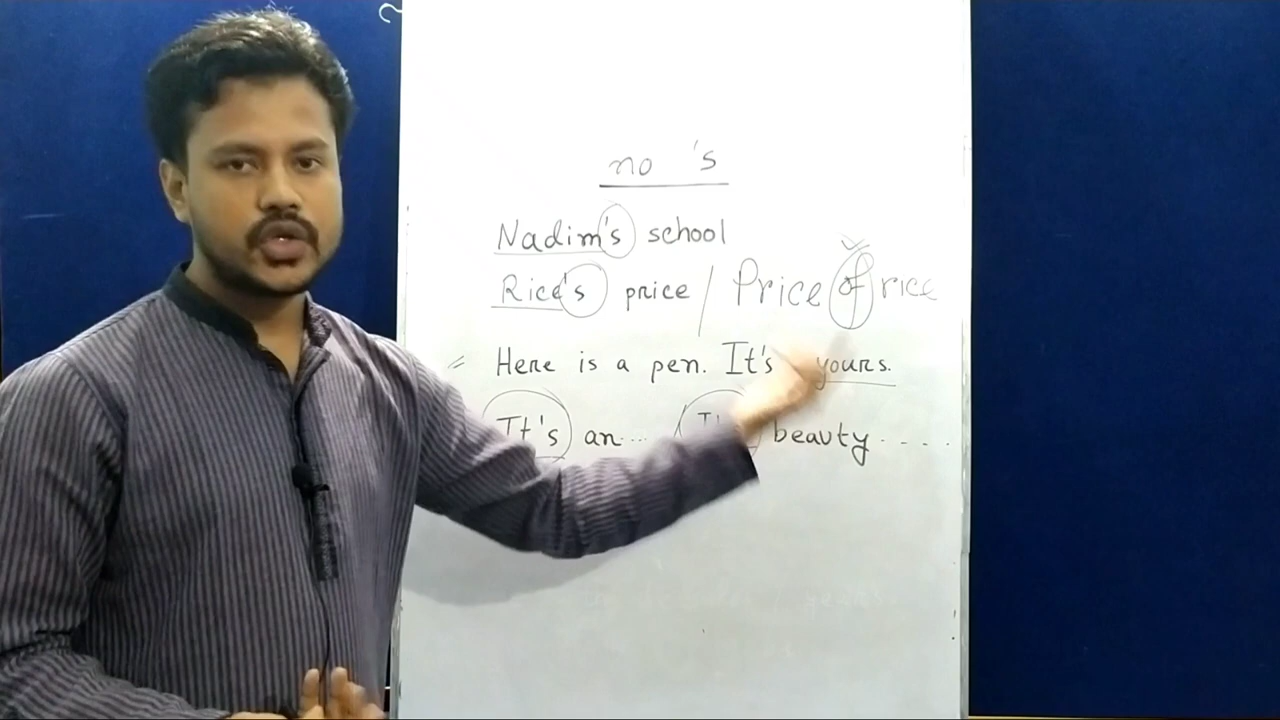 no 's
Nadim's school
Rice's price / Price of rice
= Here is a pen. It's yours.
It's an... beauty ....